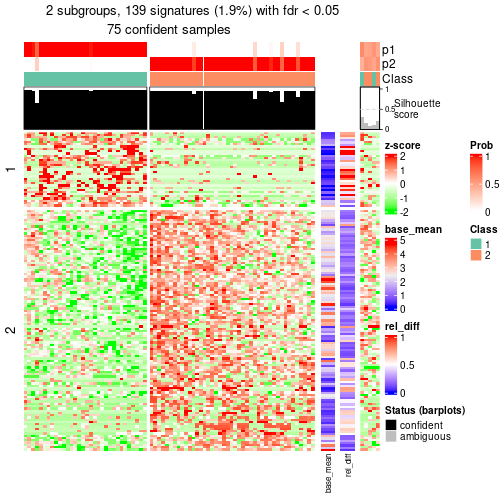 2 subgroups, 139 signatures (1.9%) with fdr < 0.05
75 confident samples
p1
p2
Class
1
0.5
0
Silhouette
score
1
2
z-score
2
1
0
-1
-2
Prob
1
0.5
0
base_mean
5
4
3
2
1
0
Class
1
2
rel_diff
1
0.5
0
Status (barplots)
confident
ambiguous
base_mean
rel_diff